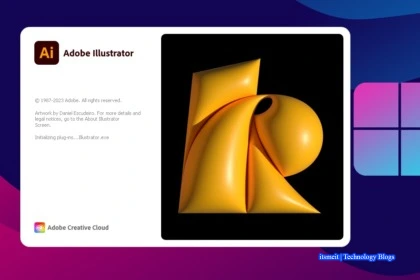 Ai Adobe Illustrator
© 1987-2023 Adobe. All rights reserved.
Artwork by Daniel Escudeiro. For more details and
legal notices, go to the About Illustrator
Screen.
Initializing plug-ins...Illustrator.exe
Adobe Creative Cloud
itsmeit | Technology Blogs